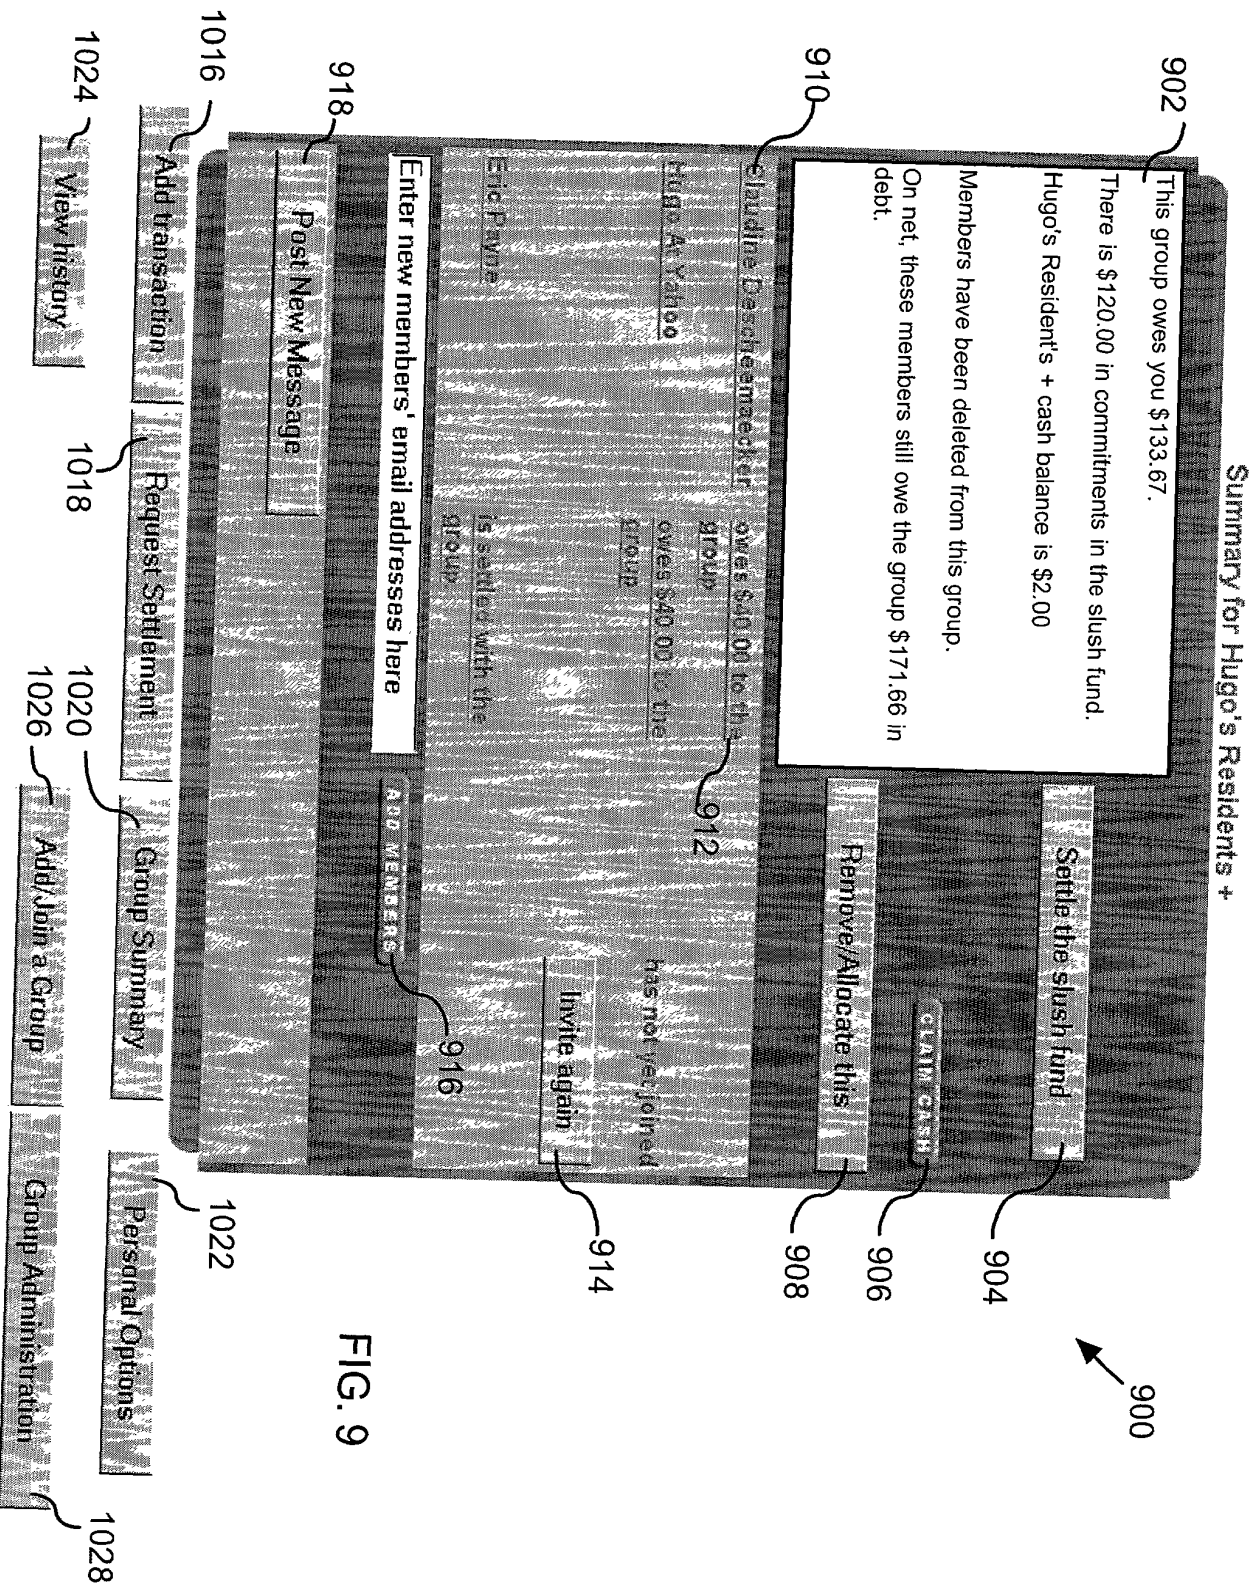 Summary for Hugo's Residents +
900
902
This group owes you $133.67.
There is $120.00 in commitments in the slush fund.
Settle the slush fund
904
Hugo's Resident's + cash balance is $2.00
Members have been deleted from this group.
CLAIM CASH
906
On net, these members still owe the group $171.66 in
debt.
Remove/Allocate this
908
910
Claudine Descheemaecker
owes $40.00 to the
group
912
Hugo At Yahoo
owes $40.00 to the
group
has not yet joined
Invite again
914
Eric Payne
is settled with the
group
Enter new members' email addresses here
ADD MEMBERS
916
918
Post New Message
1016
Add transaction
1018
Request Settlement
1020
Group Summary
1022
Personal Options
1024
View history
1026
Add/Join a Group
Group Administration
1028
FIG. 9